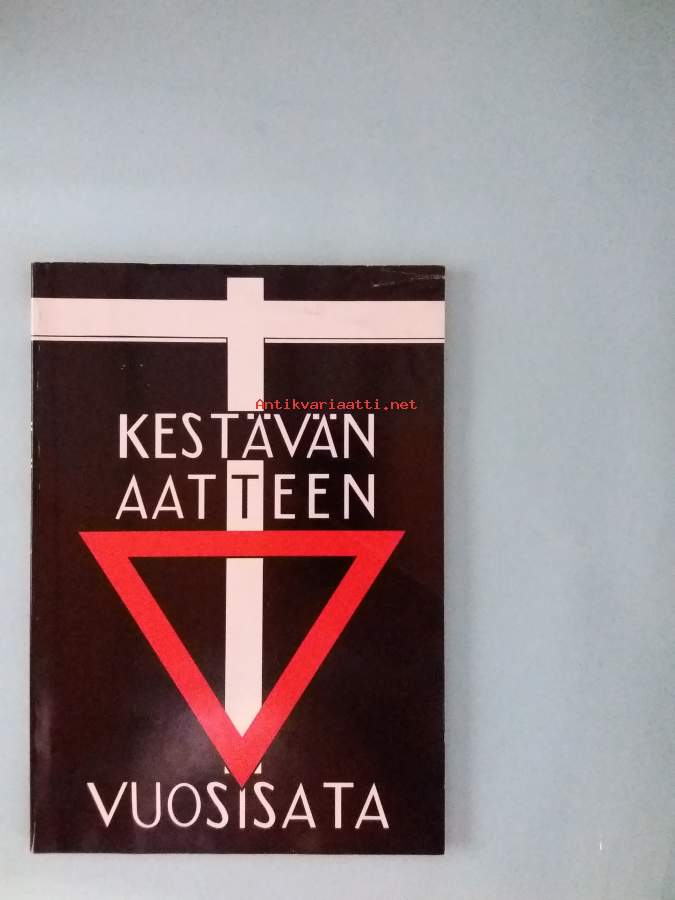 Antikvariaatti.net
KESTÄVÄN
AATTEEN
VUOSISATA